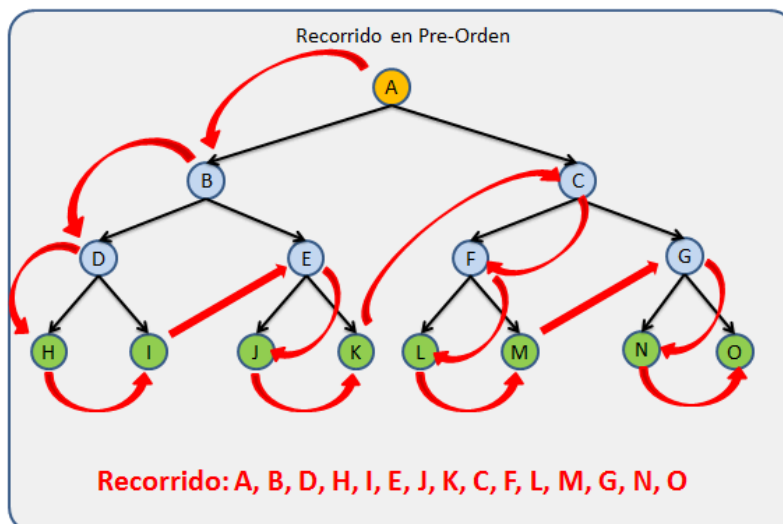 Recorrido en Pre-Orden
A
B C
D E F G
H I J K L M N O
Recorrido: A, B, D, H, I, E, J, K, C, F, L, M, G, N, O